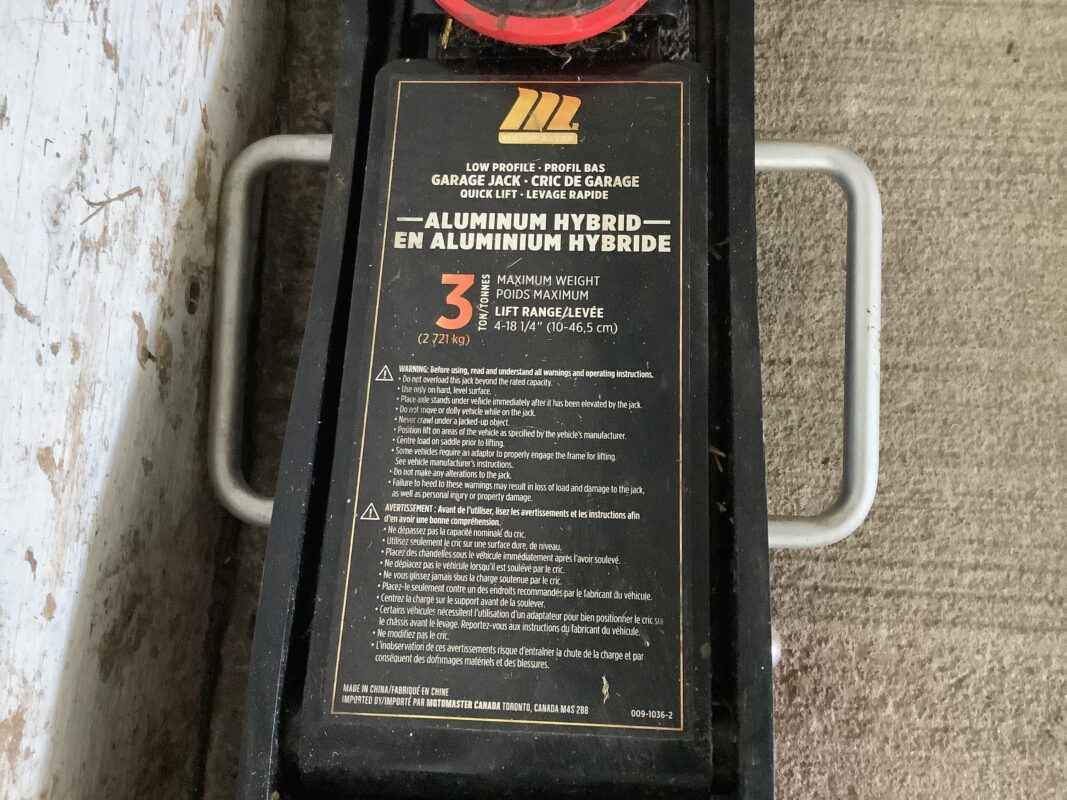 LOW PROFILE · PROFIL BAS
GARAGE JACK · CRIC DE GARAGE
QUICK LIFT · LEVAGE RAPIDE
ALUMINUM HYBRID
EN ALUMINIUM HYBRIDE
3
TON/TONNES
(2 721 kg)
MAXIMUM WEIGHT
POIDS MAXIMUM
LIFT RANGE/LEVÉE
4-18 1/4" (10-46,5 cm)
WARNING: Before using, read and understand all warnings and operating instructions.
• Do not overload this jack beyond the rated capacity.
• Use only on hard, level surface.
• Place axle stands under vehicle immediately after it has been elevated by the jack.
• Do not move or dolly vehicle while on the jack.
• Never crawl under a jacked-up object.
• Position lift on areas of the vehicle as specified by the vehicle's manufacturer.
• Centre load on saddle prior to lifting.
• Some vehicles require an adaptor to properly engage the frame for lifting.
See vehicle manufacturer's instructions.
• Do not make any alterations to the jack.
• Failure to heed to these warnings may result in loss of load and damage to the jack,
as well as personal injury or property damage.
AVERTISSEMENT : Avant de l'utiliser, lisez les avertissements et les instructions afin
d'en avoir une bonne compréhension.
• Ne dépassez pas la capacité nominale du cric.
• Utilisez seulement le cric sur une surface dure, de niveau.
• Placez des chandelles sous le véhicule immédiatement après l'avoir soulevé.
• Ne déplacez pas le véhicule lorsqu'il est soulevé par le cric.
• Ne vous glissez jamais sous la charge soutenue par le cric.
• Placez-le seulement contre un des endroits recommandés par le fabricant du véhicule.
• Centrez la charge sur le support avant de la soulever.
• Certains véhicules nécessitent l'utilisation d'un adaptateur pour bien positionner le cric sur
le châssis avant le levage. Reportez-vous aux instructions du fabricant du véhicule.
• Ne modifiez pas le cric.
• L'inobservation de ces avertissements risque d'entraîner la chute de la charge et par
conséquent des dommages matériels et des blessures.
MADE IN CHINA/FABRIQUÉ EN CHINE
IMPORTED BY/IMPORTÉ PAR MOTOMASTER CANADA TORONTO, CANADA M4S 2B8
009-1036-2